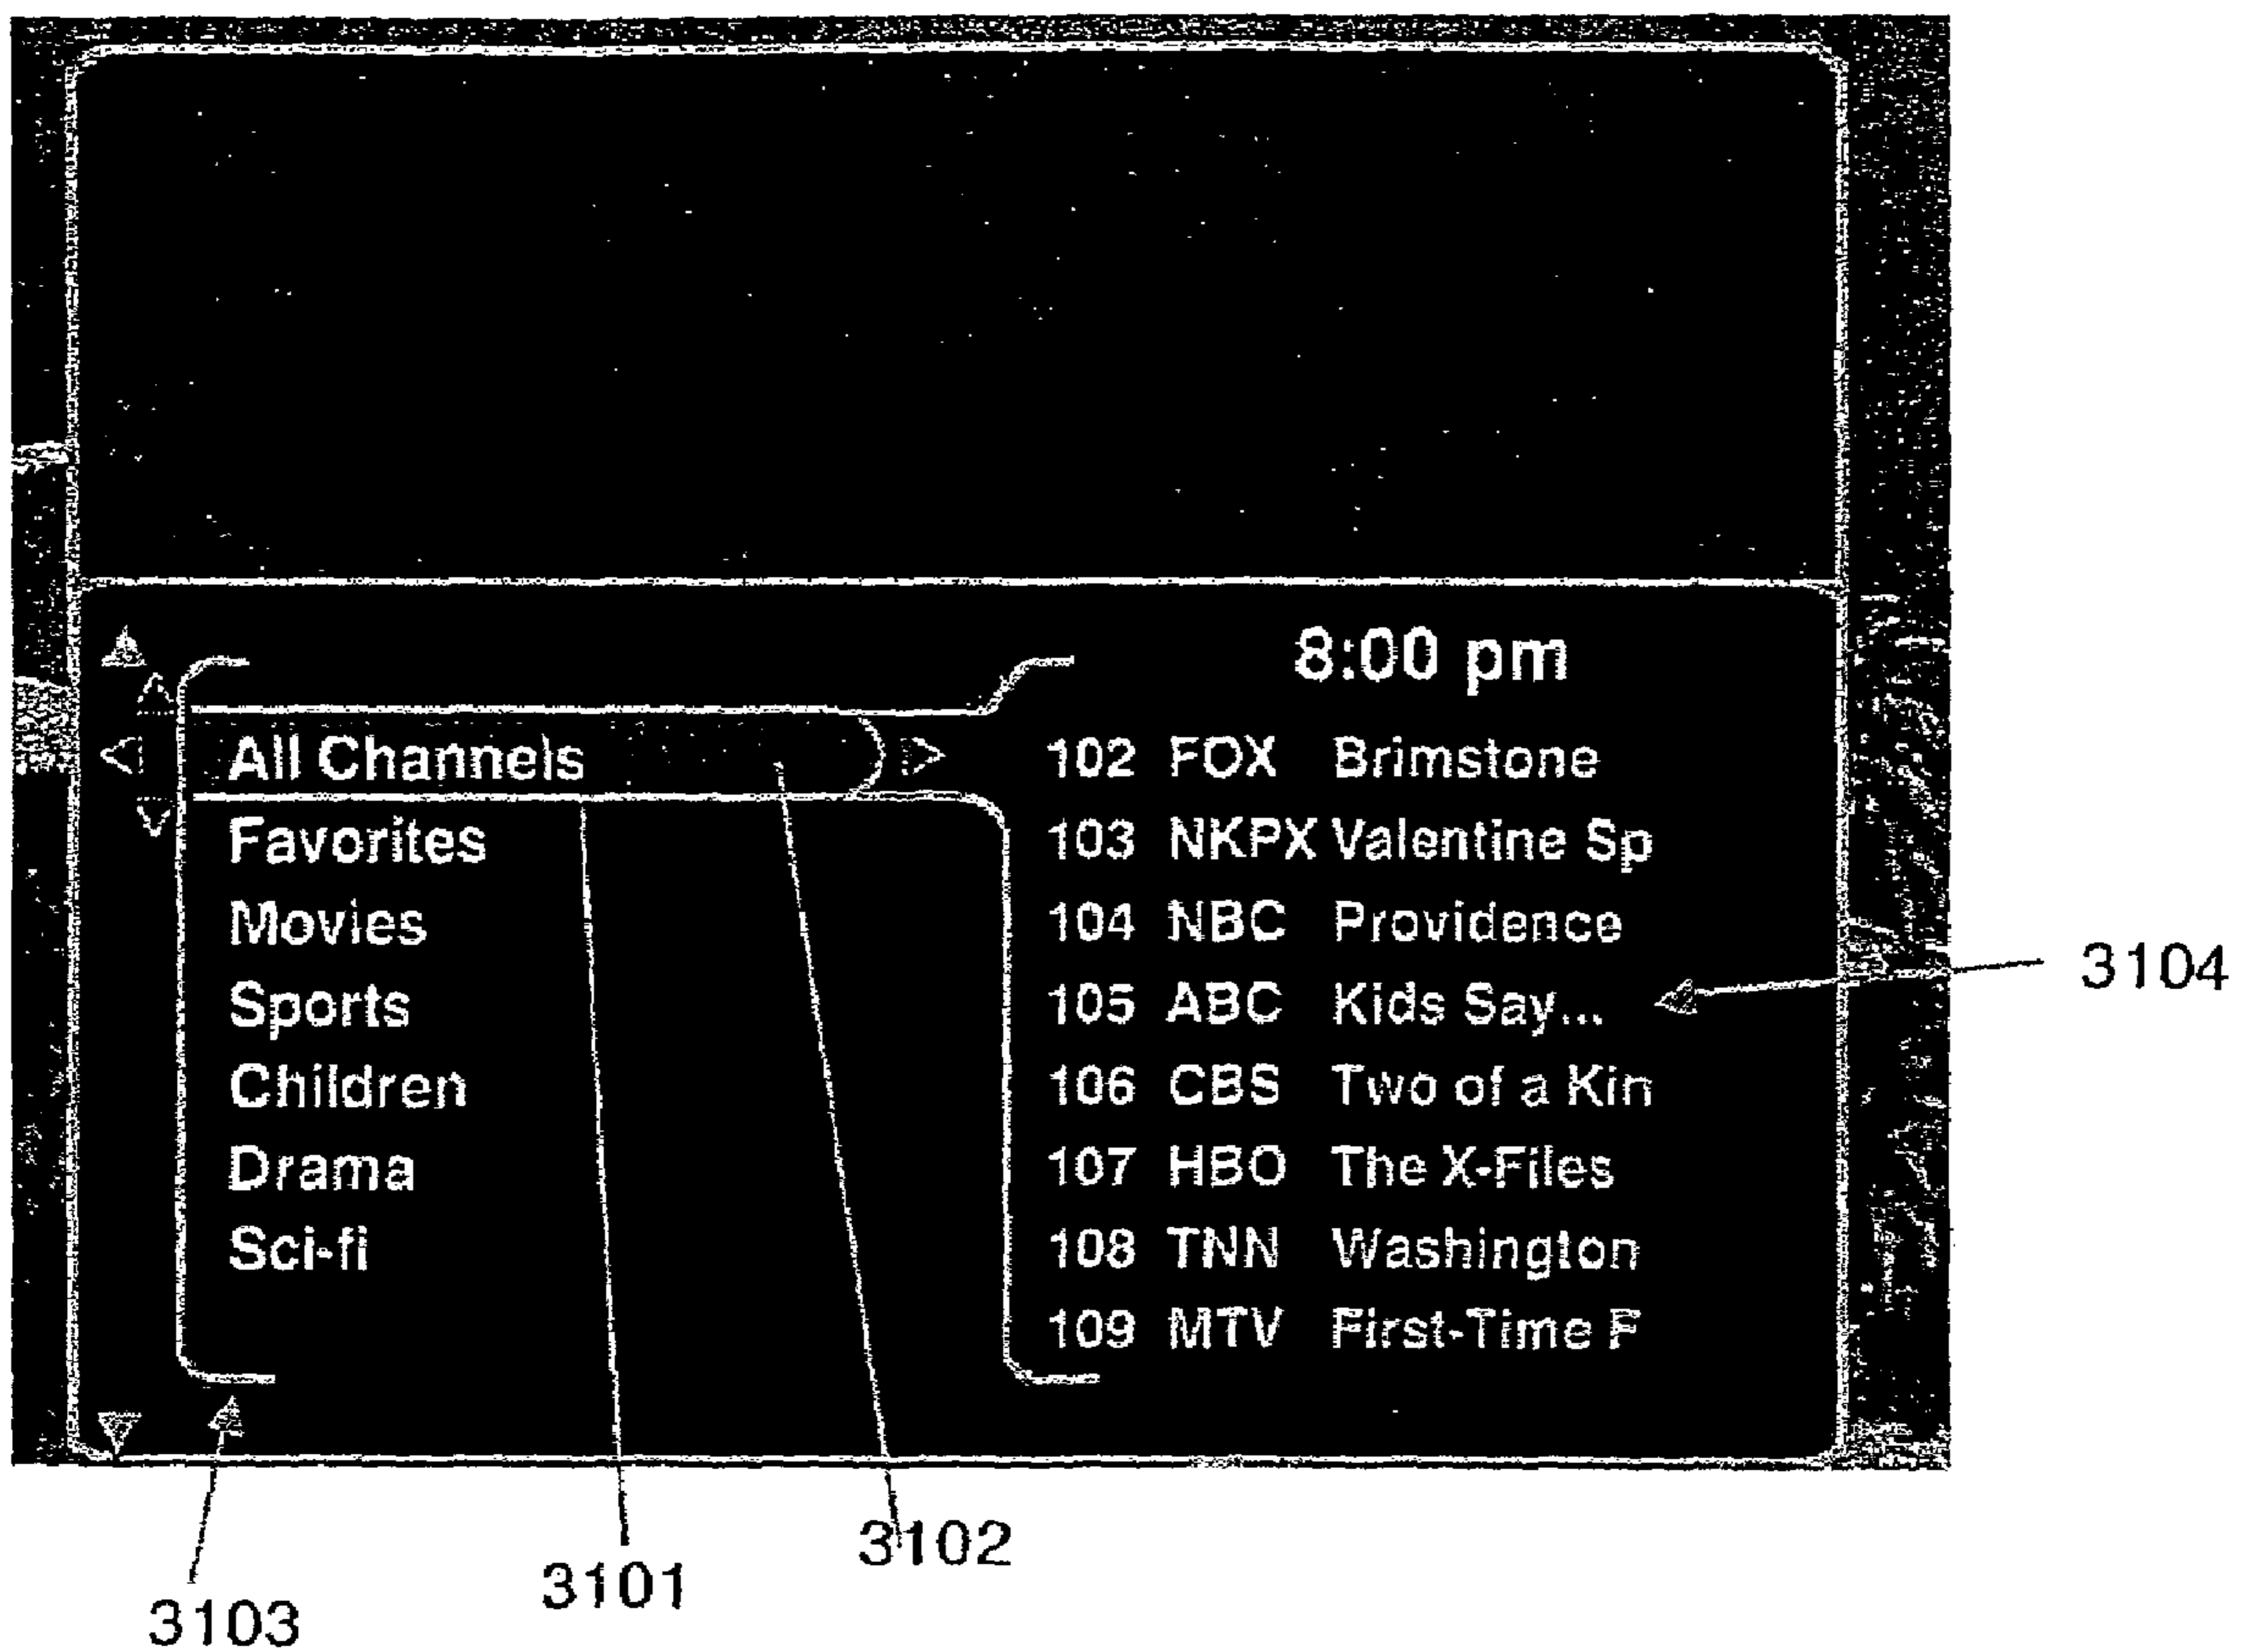 8:00 pm
All Channels
Favorites
Movies
Sports
Children
Drama
Sci-fi
102 FOX Brimstone
103 NKPX Valentine Sp
104 NBC Providence
105 ABC Kids Say...
106 CBS Two of a Kin
107 HBO The X-Files
108 TNN Washington
109 MTV First-Time F
3104
3102
3101
3103